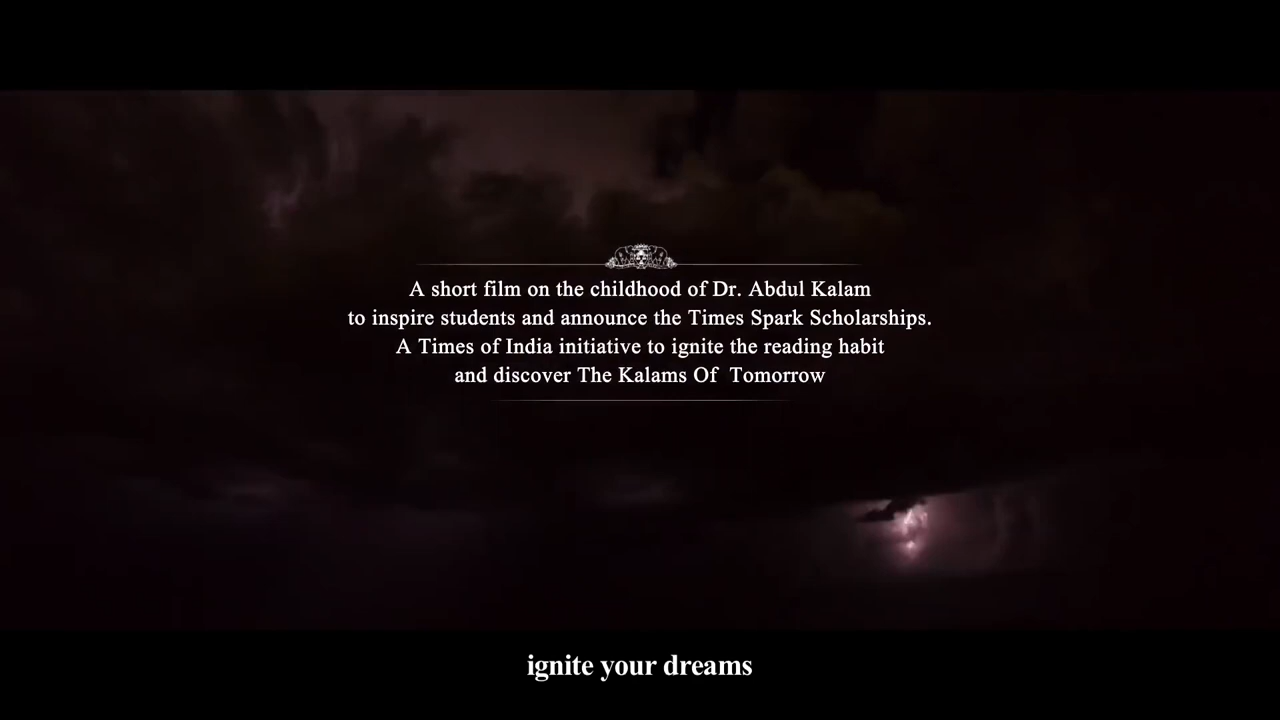 A short film on the childhood of Dr. Abdul Kalam
to inspire students and announce the Times Spark Scholarships.
A Times of India initiative to ignite the reading habit
and discover The Kalams Of Tomorrow
ignite your dreams